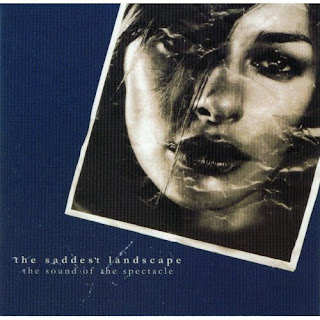 the saddest landscape
the sound of the spectacle